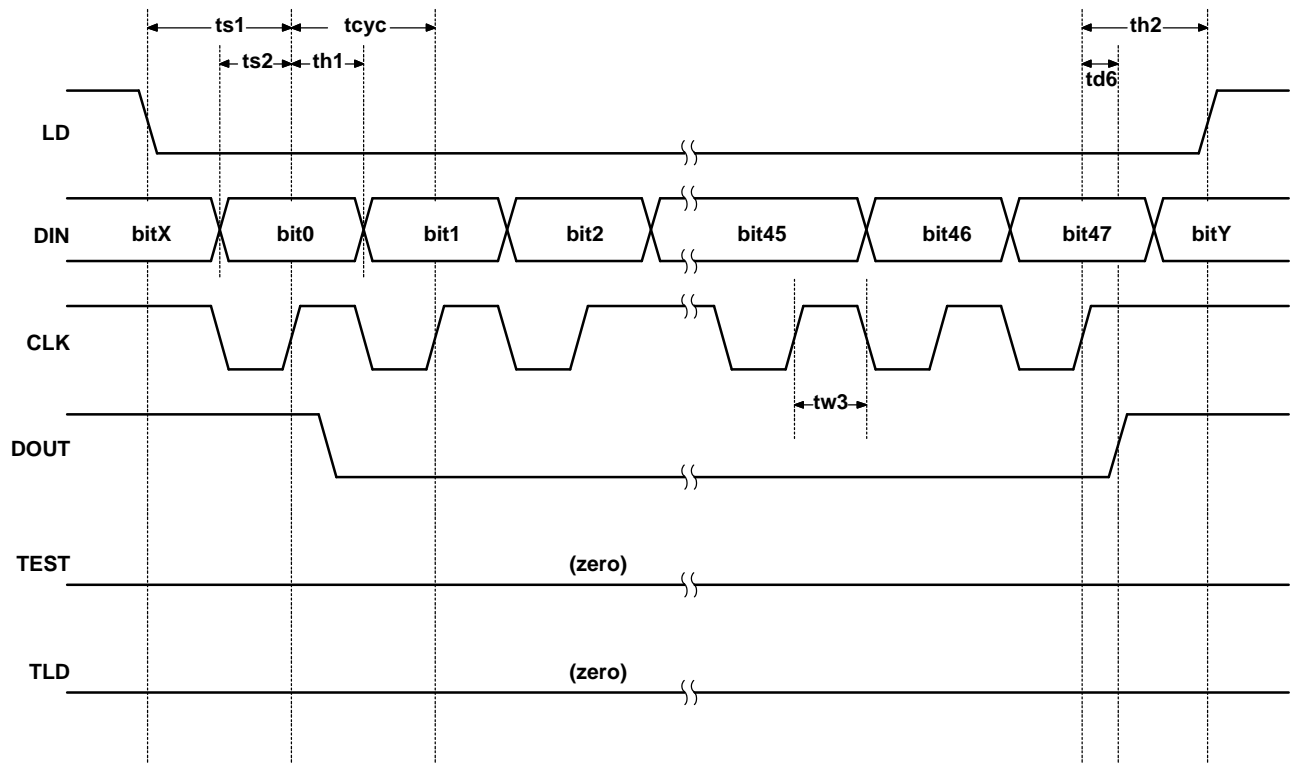 ts1 tcyc th2
ts2 th1 td6
LD
DIN bitX bit0 bit1 bit2 bit45 bit46 bit47 bitY
CLK
tw3
DOUT
TEST (zero)
TLD (zero)